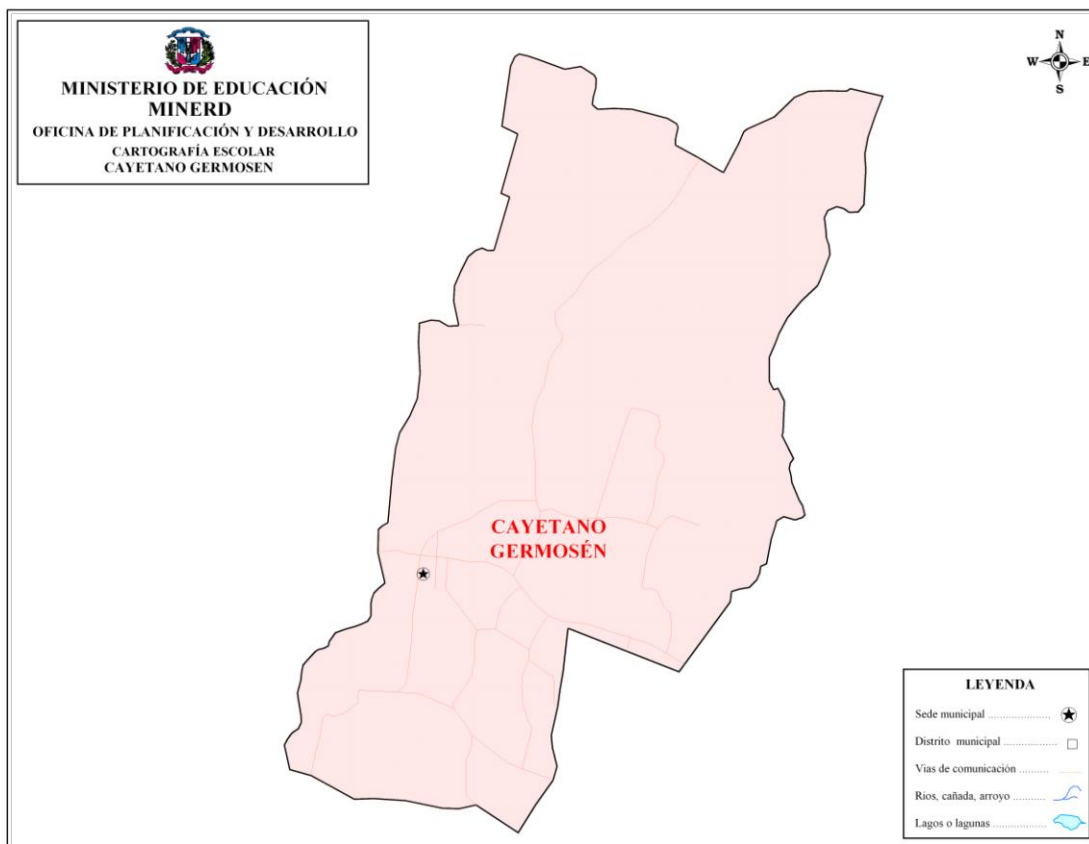 MINISTERIO DE EDUCACIÓN
MINERD
OFICINA DE PLANIFICACIÓN Y DESARROLLO
CARTOGRAFÍA ESCOLAR
CAYETANO GERMOSEN
N
W E
S
CAYETANO
GERMOSÉN
LEYENDA
Sede municipal ....................
Distrito municipal ..................
Vias de comunicación ..........
Rios, cañada, arroyo ...........
Lagos o lagunas ..................